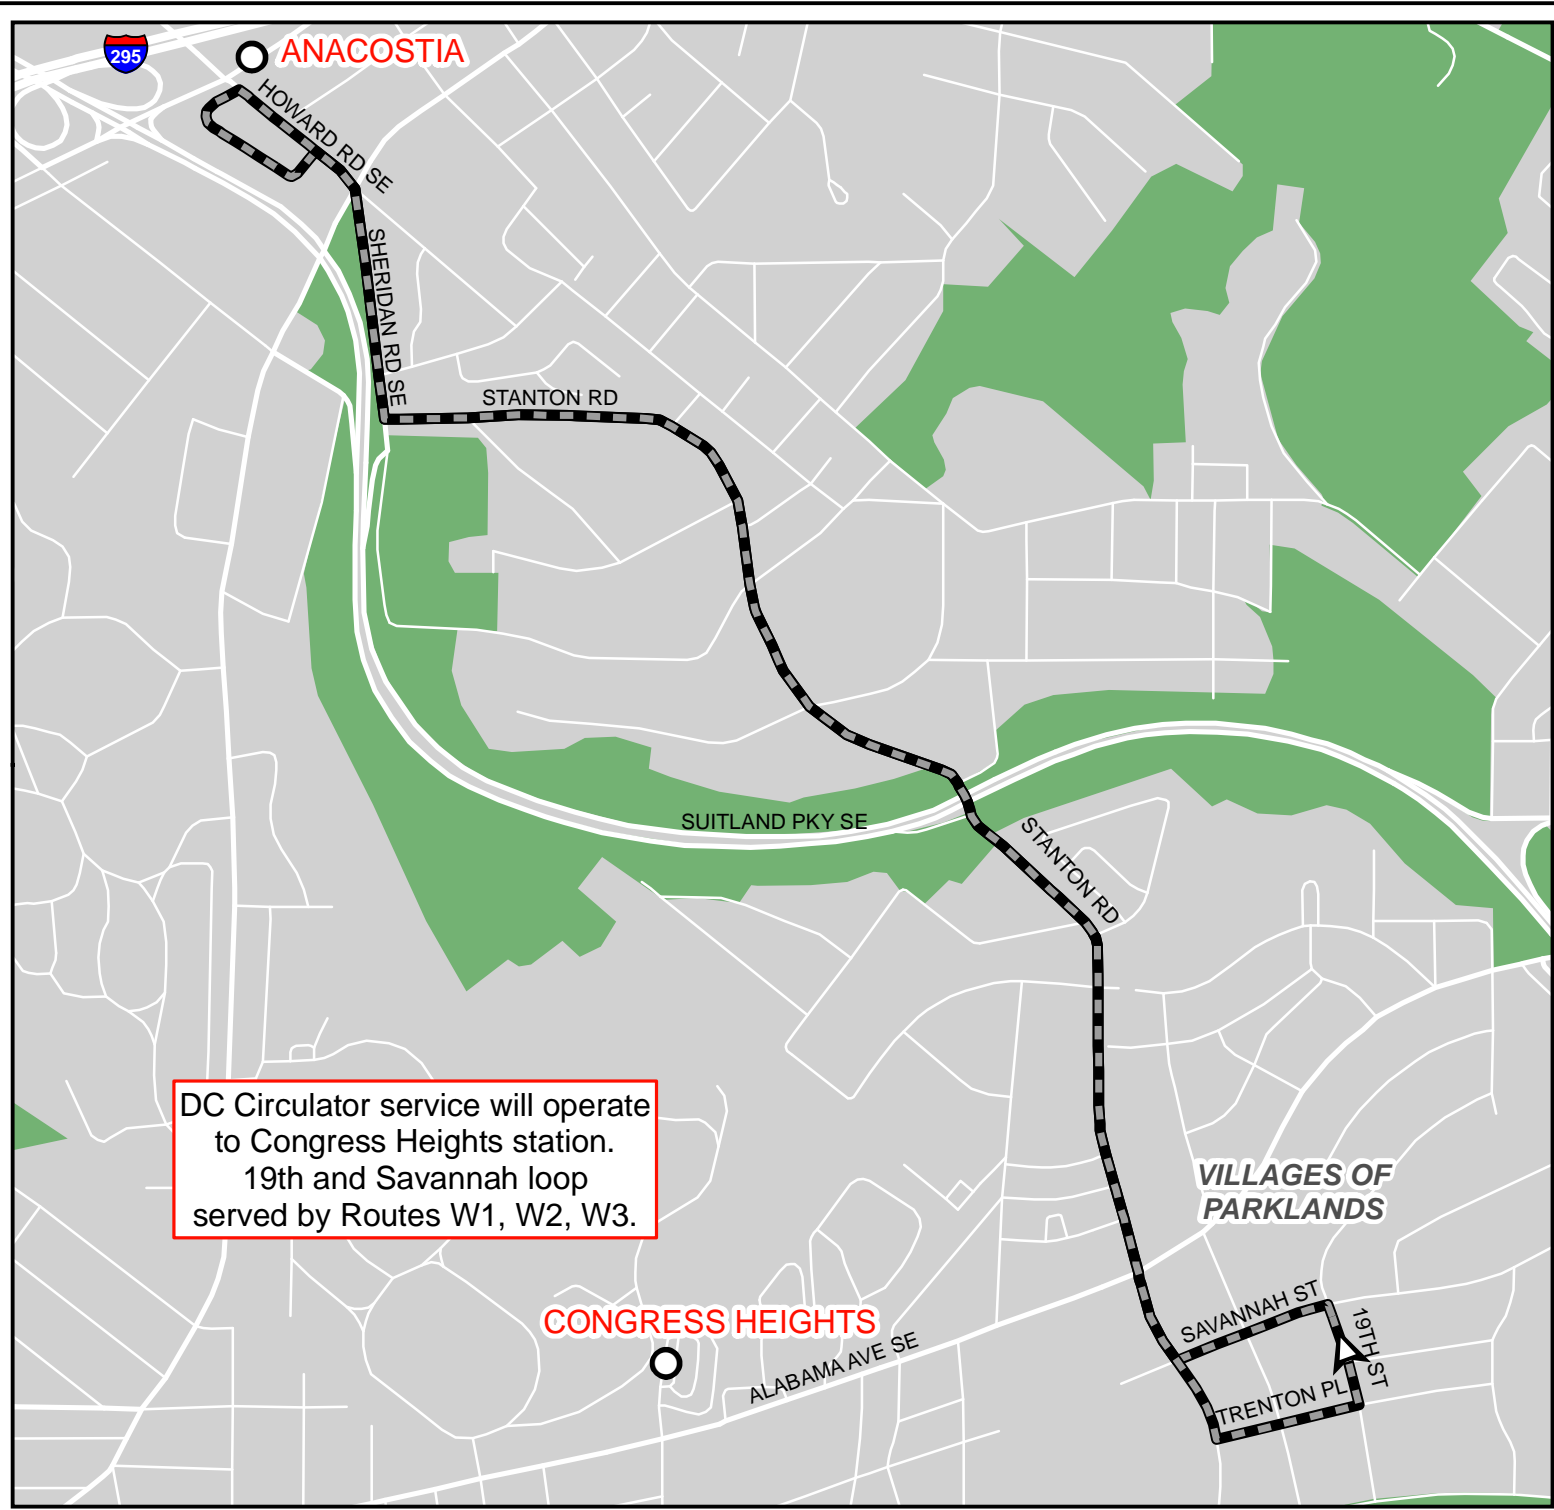 295
ANACOSTIA
HOWARD RD SE
SHERIDAN RD SE
STANTON RD
SUITLAND PKY SE
STANTON RD
DC Circulator service will operate
to Congress Heights station.
19th and Savannah loop
served by Routes W1, W2, W3.
VILLAGES OF
PARKLANDS
CONGRESS HEIGHTS
ALABAMA AVE SE
SAVANNAH ST
19TH ST
TRENTON PL